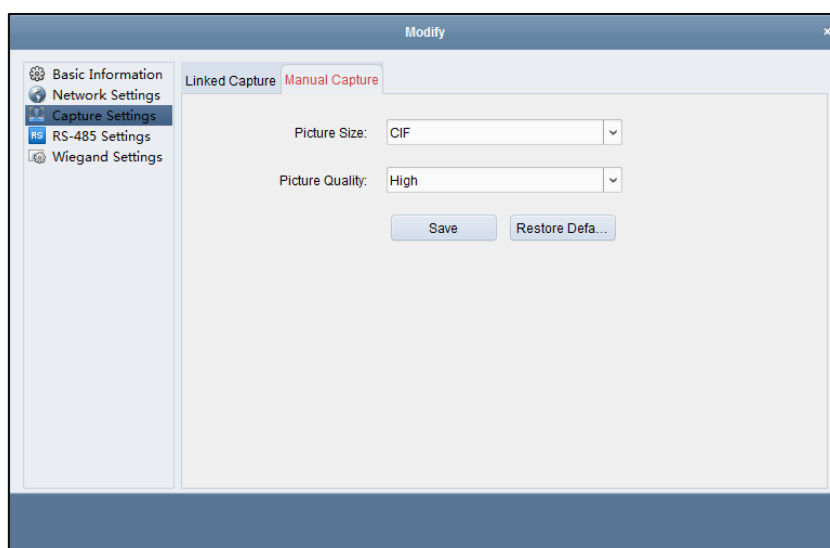 Modify
×
Basic Information
Network Settings
Capture Settings
RS RS-485 Settings
Wiegand Settings
Linked Capture Manual Capture
Picture Size: CIF
Picture Quality: High
Save Restore Defa...